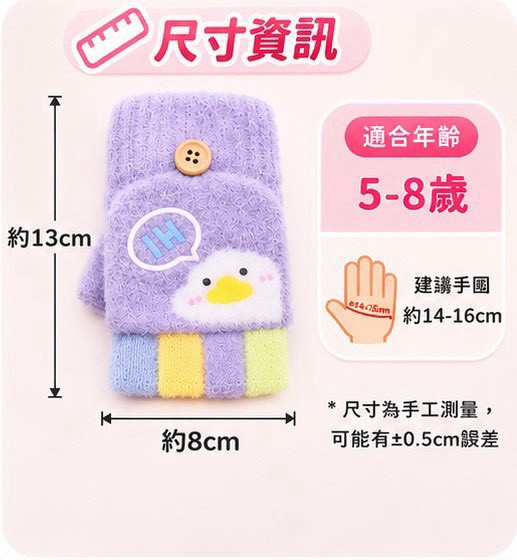 尺寸資訊
適合年齡
5-8歲
約13cm
HI
建議手圍
約14-16cm
約8cm
* 尺寸為手工測量，
可能有±0.5cm誤差